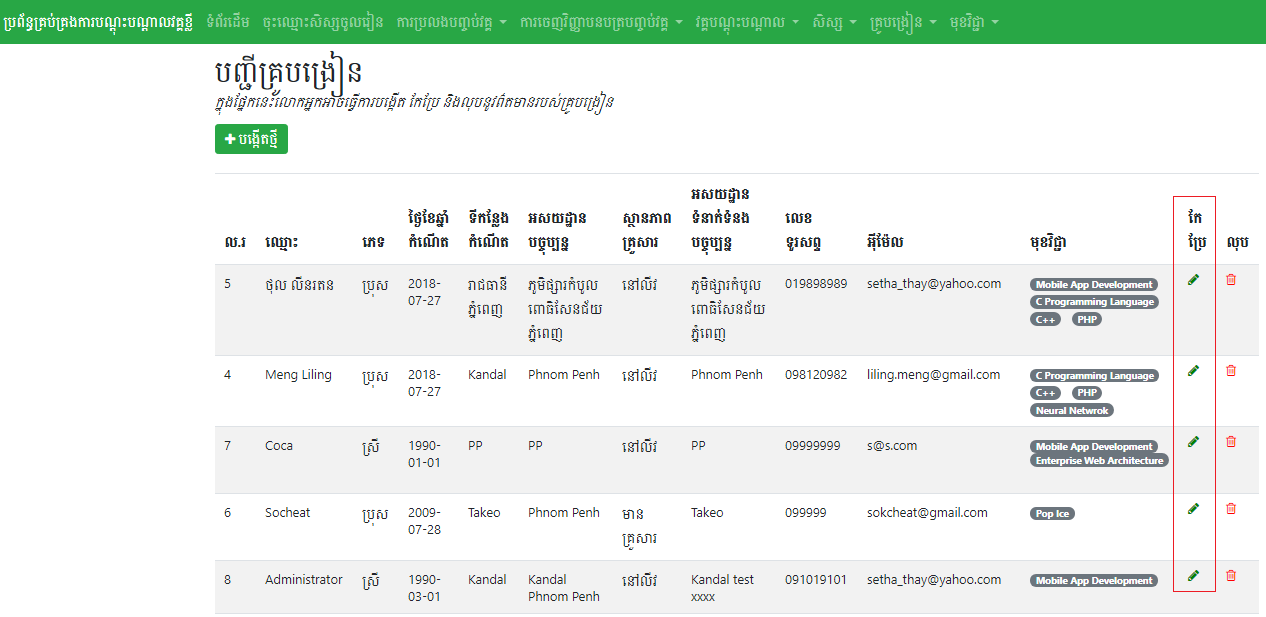 ប្រព័ន្ធគ្រប់គ្រងការបណ្តុះបណ្តាលវគ្គខ្លី ទំព័រដើម ចុះឈ្មោះសិស្សចូលរៀន ការប្រលងបញ្ចប់វគ្គ ការចេញវិញ្ញាបនបត្របញ្ចប់វគ្គ វគ្គបណ្តុះបណ្តាល សិស្ស គ្រូបង្រៀន មុខវិជ្ជា
បញ្ជីគ្រូបង្រៀន
ក្នុងផ្នែកនេះលោកអ្នកអាចធ្វើការបង្កើត កែប្រែ និងលុបនូវព័តមានរបស់គ្រូបង្រៀន
បង្កើតថ្មី
អសយដ្ឋាន
ថ្ងៃខែឆ្នាំ ទីកន្លែង អសយដ្ឋាន ស្ថានភាព ទំនាក់ទំនង លេខ កែ
ល.រ ឈ្មោះ ភេទ កំណើត កំណើត បច្ចុប្បន្ន គ្រួសារ បច្ចុប្បន្ន ទូរសព្ទ អ៊ីម៉ែល មុខវិជ្ជា ប្រែ លុប
5 ថុល លីនរតន ប្រុស 2018- រាជធានី ភូមិផ្សារកំបូល នៅលីវ ភូមិផ្សារកំបូល 019898989 setha_thay@yahoo.com Mobile App Development
07-27 ភ្នំពេញ ពោធិសែនជ័យ ពោធិសែនជ័យ C Programming Language
ភ្នំពេញ ភ្នំពេញ C++ PHP
4 Meng Liling ប្រុស 2018- Kandal Phnom Penh នៅលីវ Phnom Penh 098120982 liling.meng@gmail.com C Programming Language
07-27 C++ PHP
Neural Netwrok
7 Coca ស្រី 1990- PP PP នៅលីវ PP 09999999 s@s.com Mobile App Development
01-01 Enterprise Web Architecture
6 Socheat ប្រុស 2009- Takeo Phnom Penh មាន Takeo 099999 sokcheat@gmail.com Pop Ice
07-28 គ្រួសារ
8 Administrator ស្រី 1990- Kandal Kandal នៅលីវ Kandal test 091019101 setha_thay@yahoo.com Mobile App Development
03-01 Phnom Penh xxxx